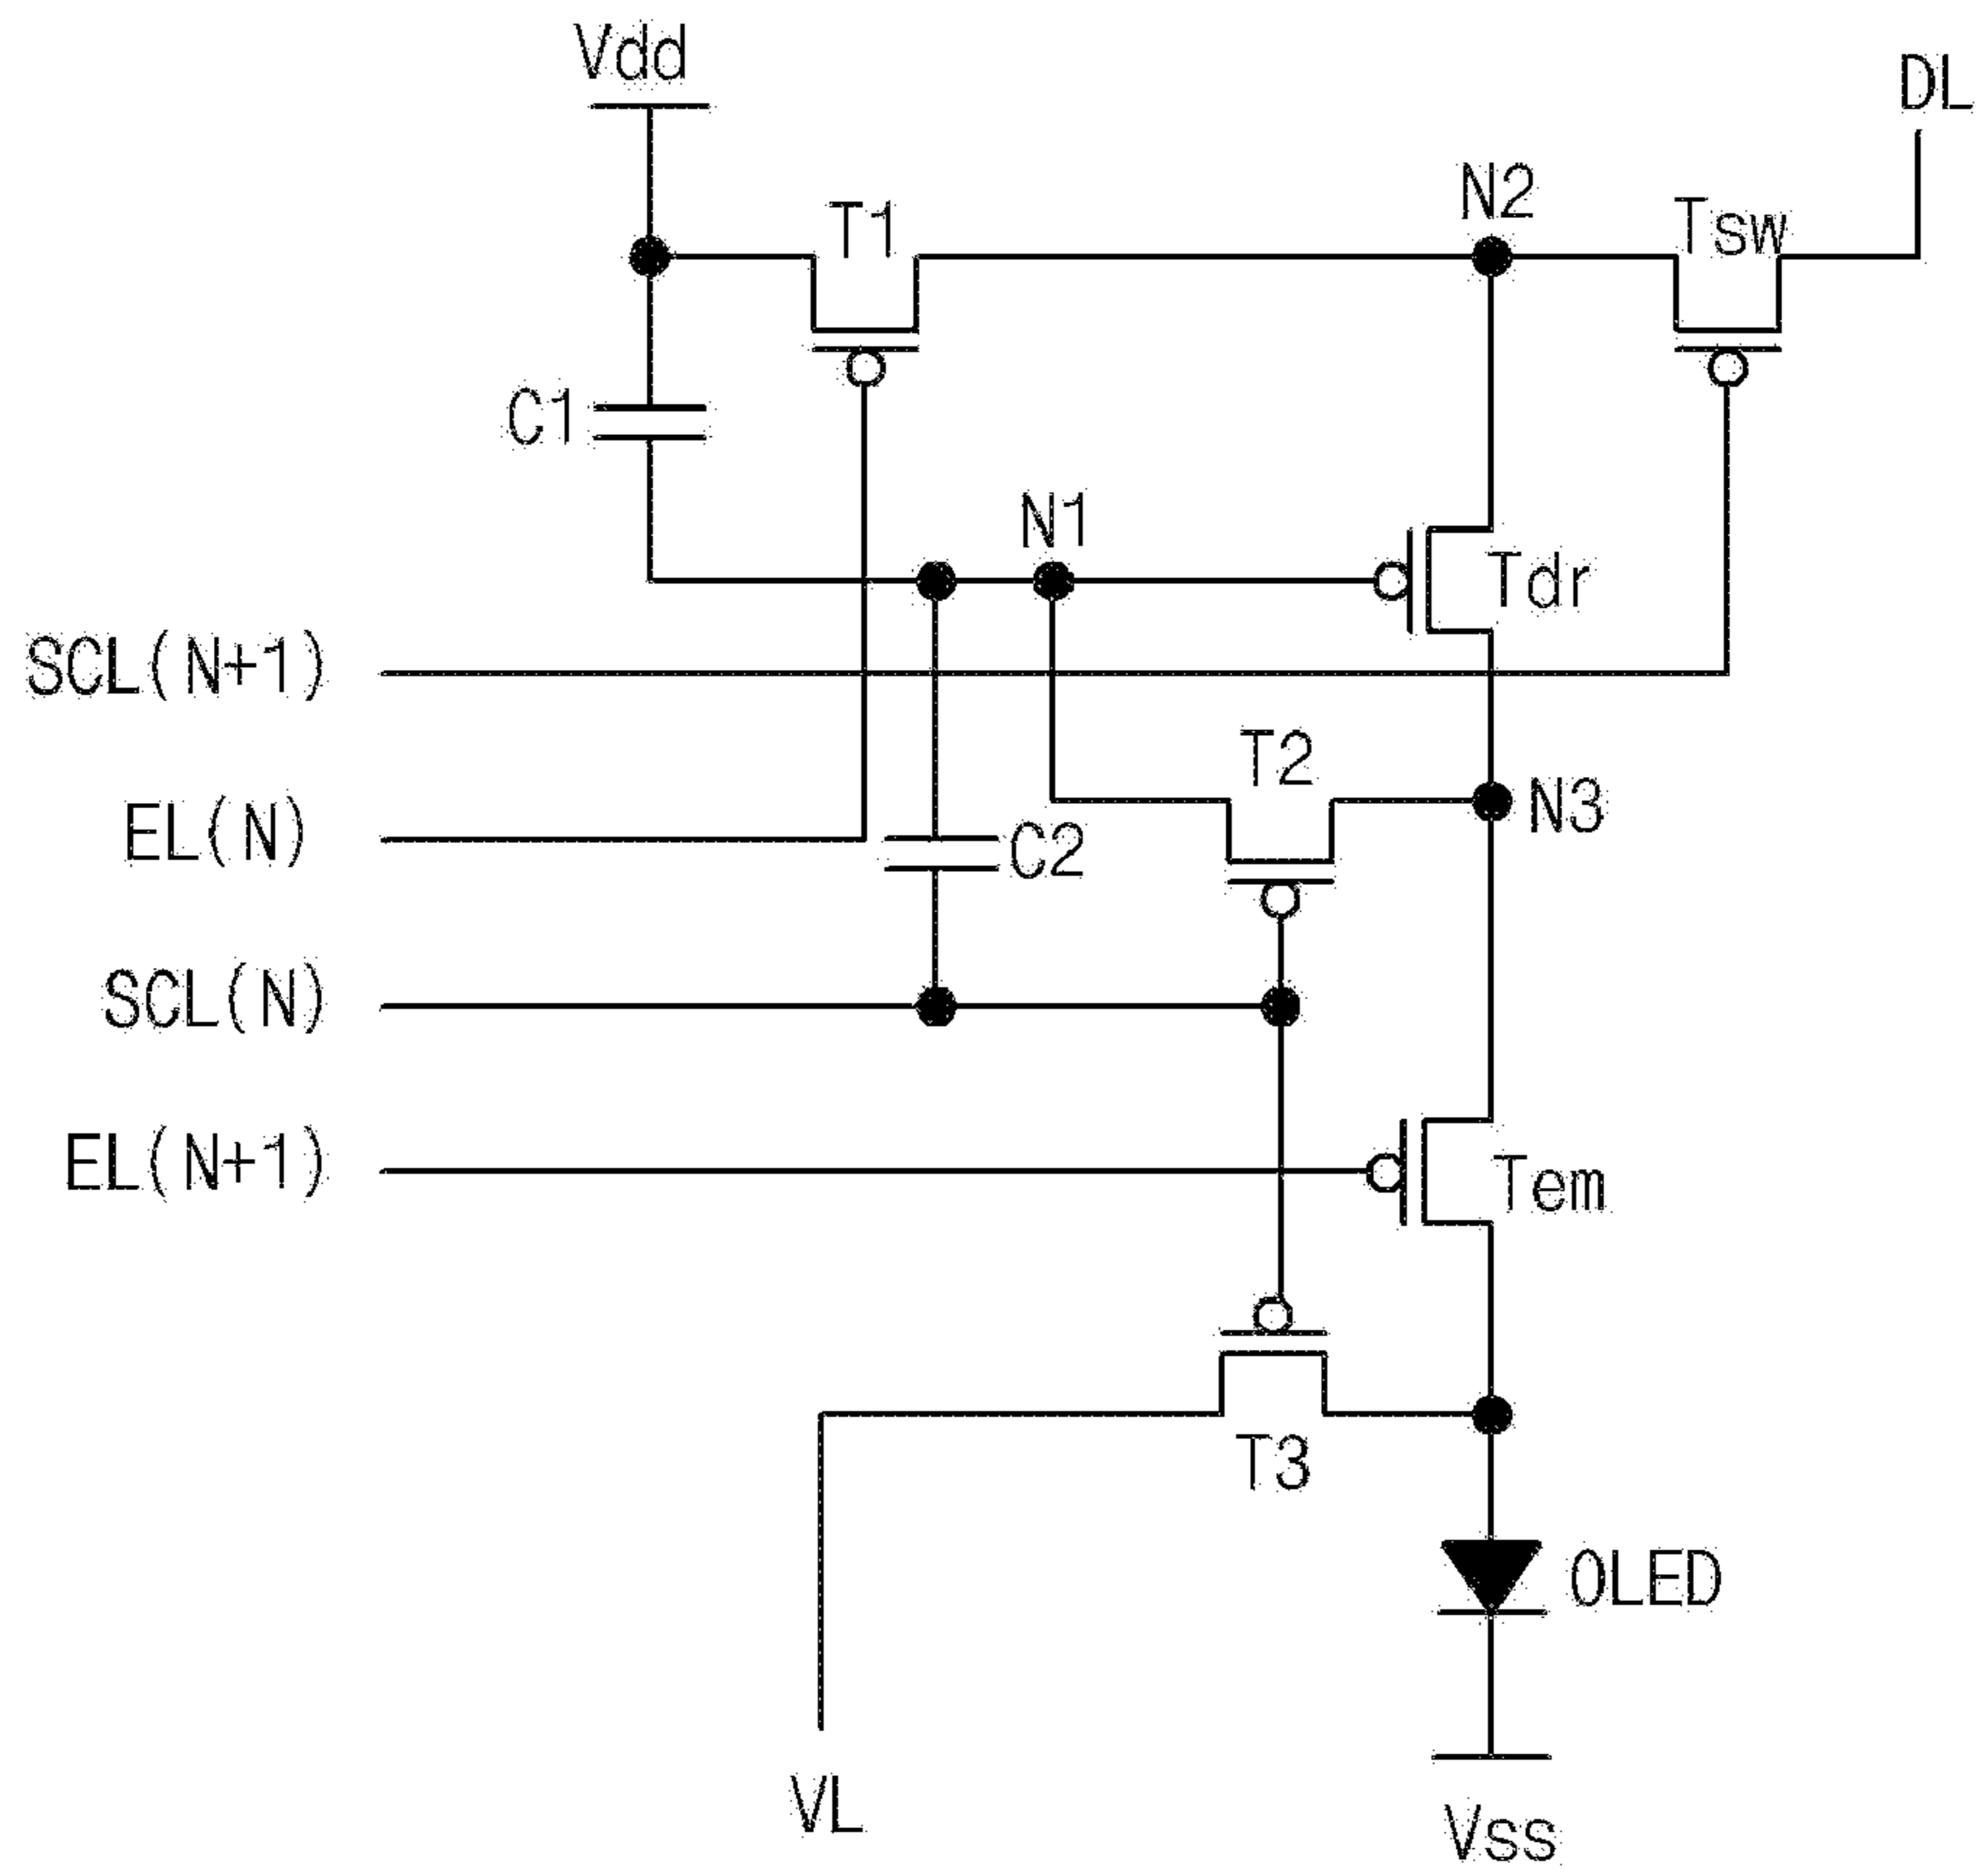 Vdd
DL
T1
N2
Tsw
C1
N1
Tdr
SCL(N+1)
T2
N3
EL(N)
C2
SCL(N)
EL(N+1)
Tem
T3
OLED
VL
Vss